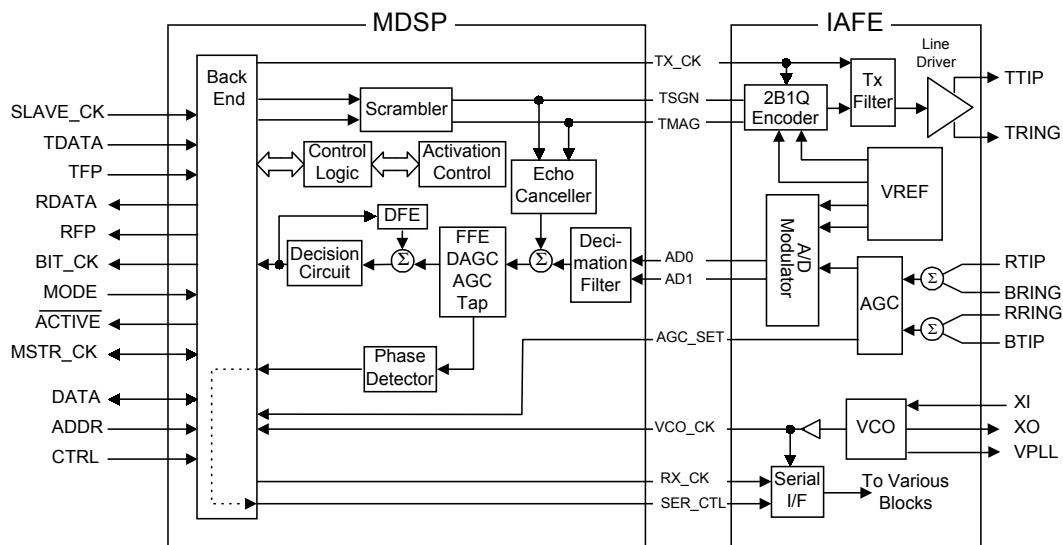 MDSP
IAFE
Back
End
TX_CK
Line
Driver
TTIP
Tx
Filter
SLAVE_CK
Scrambler
TSGN
2B1Q
Encoder
TDATA
TMAG
TRING
TFP
Control
Logic
Activation
Control
Echo
Canceller
VREF
RDATA
DFE
RFP
FFE
DAGC
AGC
Tap
Deci-
mation
Filter
A/D
Modulator
BIT_CK
Decision
Circuit
Σ
Σ
AD0
AD1
AGC
Σ
Σ
RTIP
BRING
RRING
BTIP
MODE
ACTIVE
AGC_SET
MSTR_CK
Phase
Detector
DATA
XI
ADDR
VCO_CK
VCO
XO
CTRL
VPLL
RX_CK
Serial
I/F
To Various
Blocks
SER_CTL